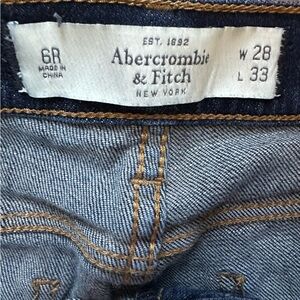 6R
MADE IN
CHINA
EST. 1892
Abercrombie
& Fitch
NEW YORK
W 28
L 33